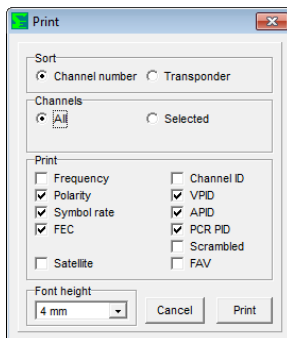 Print
Sort
Channel number Transponder
Channels
All Selected
Print
Frequency Channel ID
Polarity VPID
Symbol rate APID
FEC PCR PID
Scrambled
Satellite FAV
Font height
4 mm Cancel Print